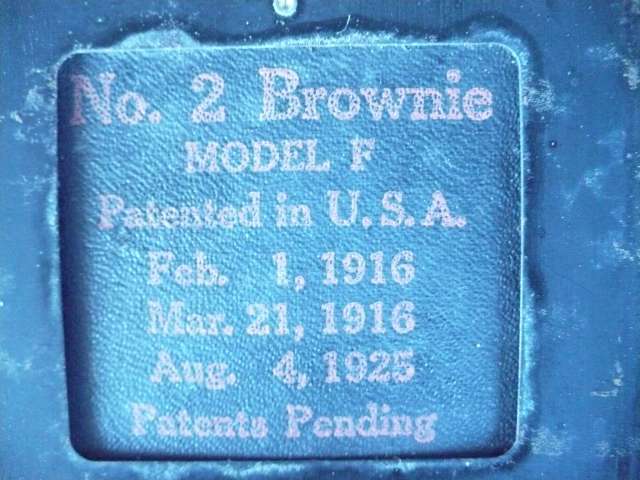 No. 2 Brownie
MODEL F
Patented in U.S.A.
Feb. 1, 1916
Mar. 21, 1916
Aug. 4, 1925
Patents Pending